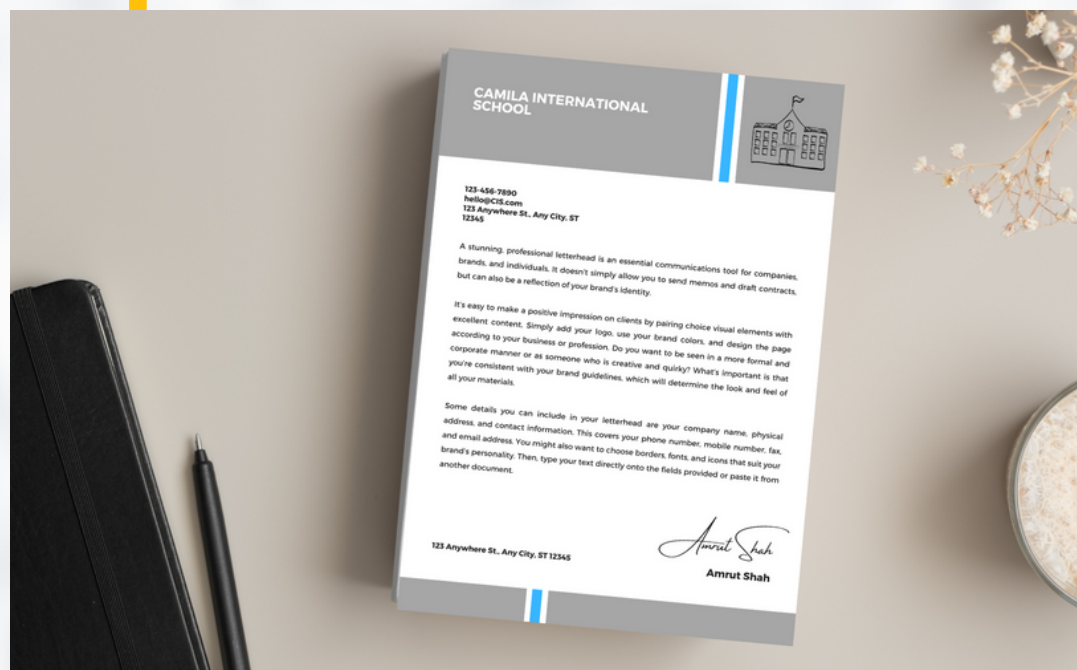 CAMILA INTERNATIONAL
SCHOOL
123-456-7890
hello@CIS.com
123 Anywhere St., Any City, ST
12345
A stunning, professional letterhead is an essential communications tool for companies,
brands, and individuals. It doesn't simply allow you to send memos and draft contracts,
but can also be a reflection of your brand's identity.
It's easy to make a positive impression on clients by pairing choice visual elements with
excellent content. Simply add your logo, use your brand colors, and design the page
according to your business or profession. Do you want to be seen in a more formal and
corporate manner or as someone who is creative and quirky? What's important is that
you're consistent with your brand guidelines, which will determine the look and feel of
all your materials.
Some details you can include in your letterhead are your company name, physical
address, and contact information. This covers your phone number, mobile number, fax,
and email address. You might also want to choose borders, fonts, and icons that suit your
brand's personality. Then, type your text directly onto the fields provided or paste it from
another document.
123 Anywhere St., Any City, ST 12345
Amrut Shah
Amrut Shah